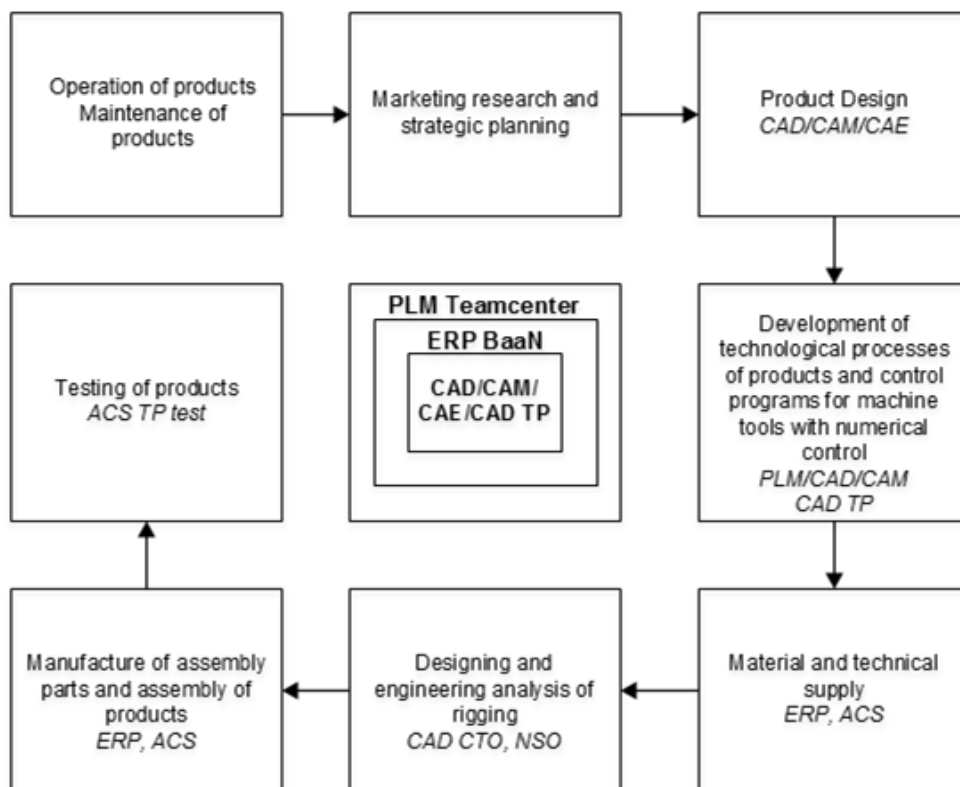 Operation of products
Maintenance of
products
Marketing research and
strategic planning
Product Design
CAD/CAM/CAE
Testing of products
ACS TP test
PLM Teamcenter
ERP BaaN
CAD/CAM/
CAE/CAD TP
Development of
technological processes
of products and control
programs for machine
tools with numerical
control
PLM/CAD/CAM
CAD TP
Manufacture of assembly
parts and assembly of
products
ERP, ACS
Designing and
engineering analysis of
rigging
CAD CTO, NSO
Material and technical
supply
ERP, ACS